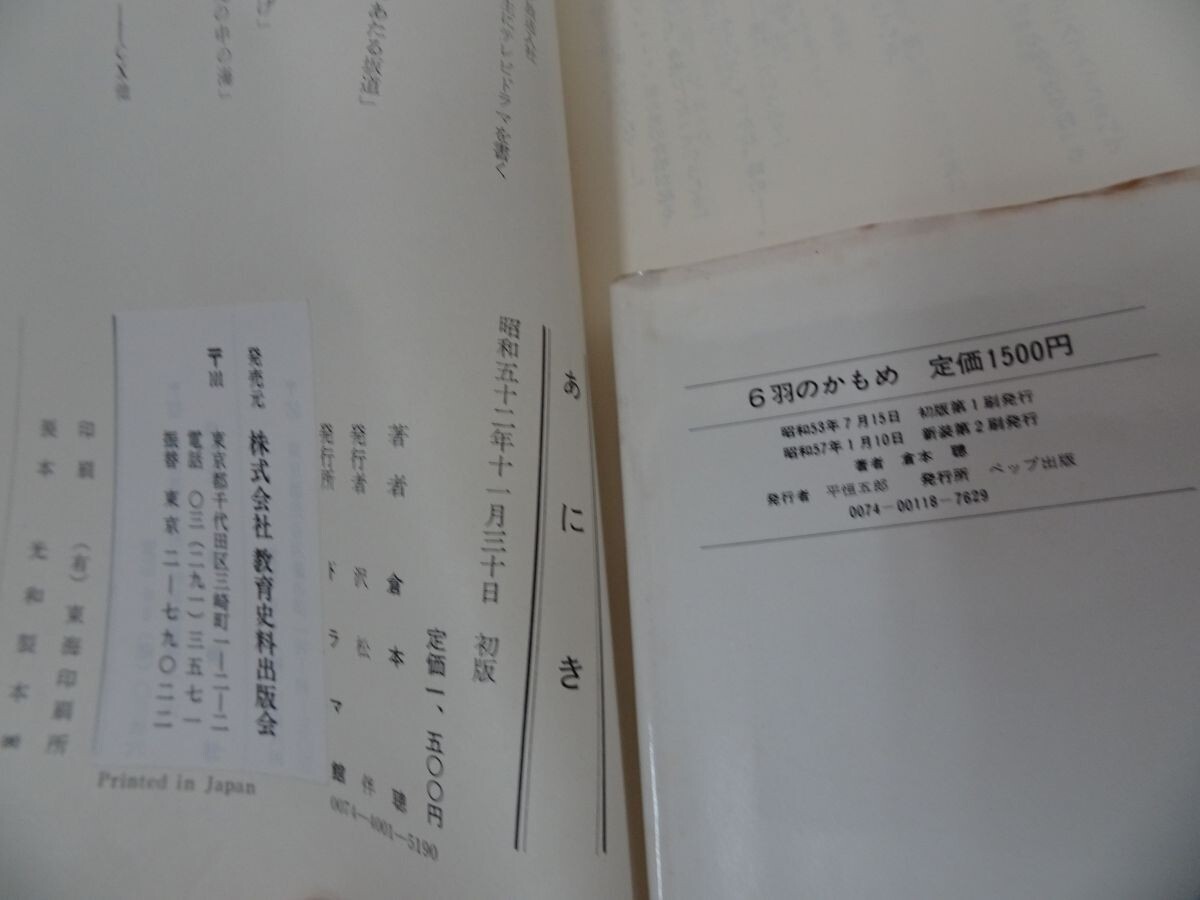 テレビドラマを書く
あたる坂道」
の中の海」
あにき
昭和五十二年十一月三十日 初版
定価一、五〇〇円
著者 倉本聰
発行者 沢松伴
発行所 ドラマ館
0074—4001—5190
発売元 株式会社 教育史料出版会
東京都千代田区三崎町一—二—二
電話 〇三(二九一)三五七一
振替 東京 二—七九〇二二
印刷 (有)東海印刷所
製本 光和製本㈱
Printed in Japan
6羽のかもめ 定価1500円
昭和53年7月15日 初版第1刷発行
昭和57年1月10日 新装第2刷発行
著者 倉本 聰
発行者 平恒五郎 発行所 ペップ出版
0074—00118—7629